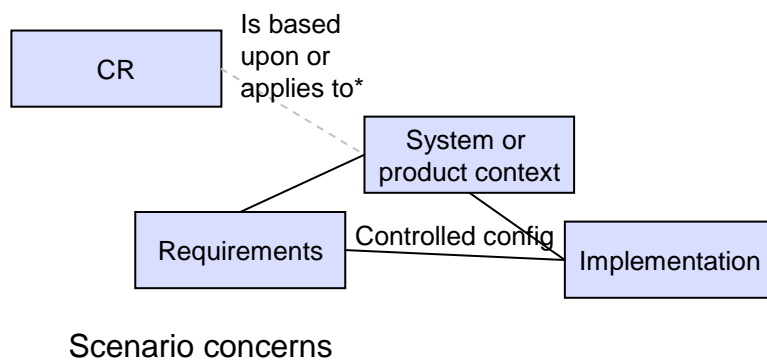 Is based
upon or
applies to*
CR
System or
product context
Requirements
Controlled config
Implementation
Scenario concerns